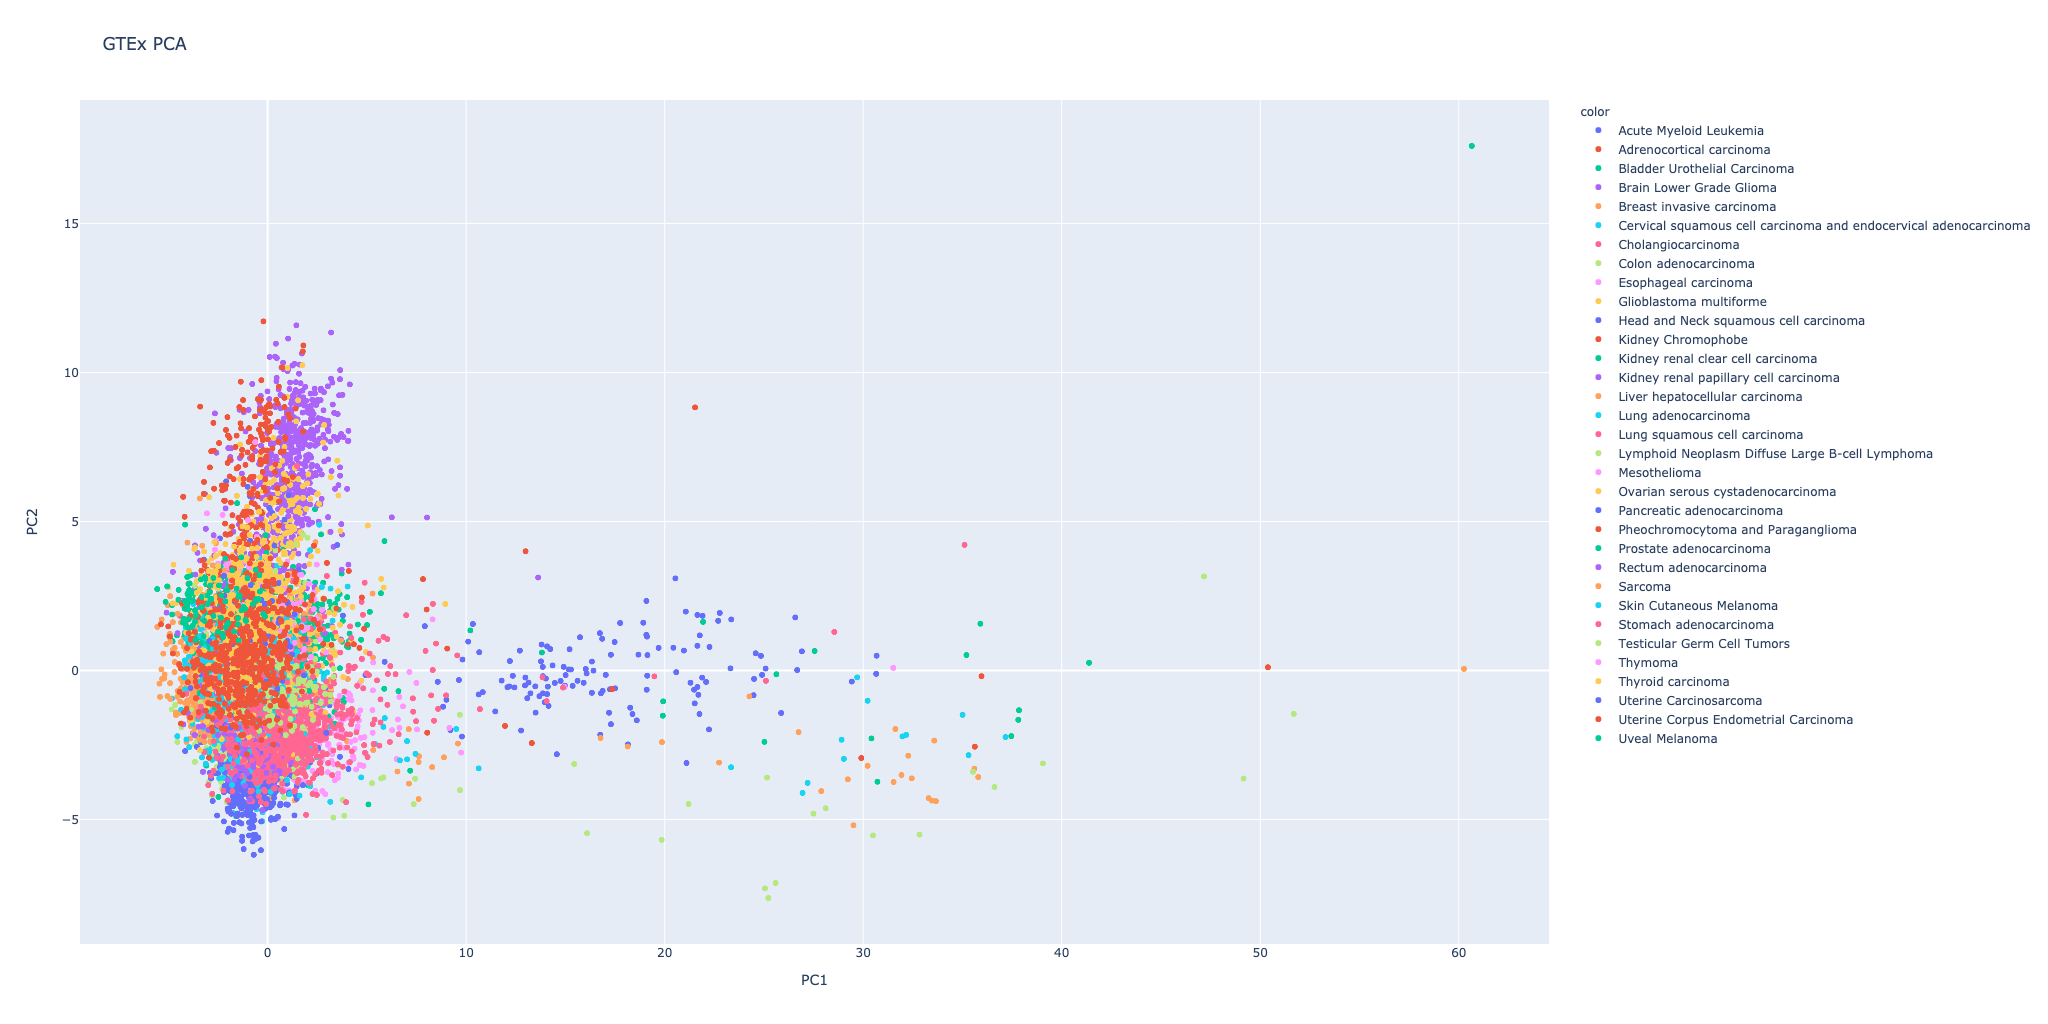 GTEx PCA
15
10
5
0
−5
PC2
0
10
20
30
40
50
60
PC1
color
Acute Myeloid Leukemia
Adrenocortical carcinoma
Bladder Urothelial Carcinoma
Brain Lower Grade Glioma
Breast invasive carcinoma
Cervical squamous cell carcinoma and endocervical adenocarcinoma
Cholangiocarcinoma
Colon adenocarcinoma
Esophageal carcinoma
Glioblastoma multiforme
Head and Neck squamous cell carcinoma
Kidney Chromophobe
Kidney renal clear cell carcinoma
Kidney renal papillary cell carcinoma
Liver hepatocellular carcinoma
Lung adenocarcinoma
Lung squamous cell carcinoma
Lymphoid Neoplasm Diffuse Large B-cell Lymphoma
Mesothelioma
Ovarian serous cystadenocarcinoma
Pancreatic adenocarcinoma
Pheochromocytoma and Paraganglioma
Prostate adenocarcinoma
Rectum adenocarcinoma
Sarcoma
Skin Cutaneous Melanoma
Stomach adenocarcinoma
Testicular Germ Cell Tumors
Thymoma
Thyroid carcinoma
Uterine Carcinosarcoma
Uterine Corpus Endometrial Carcinoma
Uveal Melanoma